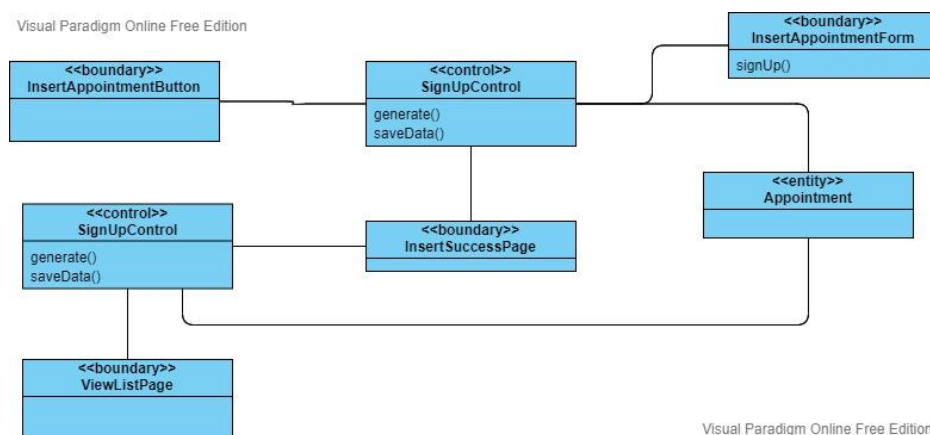 Visual Paradigm Online Free Edition
<<boundary>>
InsertAppointmentForm
signUp()
<<boundary>>
InsertAppointmentButton
<<control>>
SignUpControl
generate()
saveData()
<<entity>>
Appointment
<<control>>
SignUpControl
generate()
saveData()
<<boundary>>
InsertSuccessPage
<<boundary>>
ViewListPage
Visual Paradigm Online Free Edition